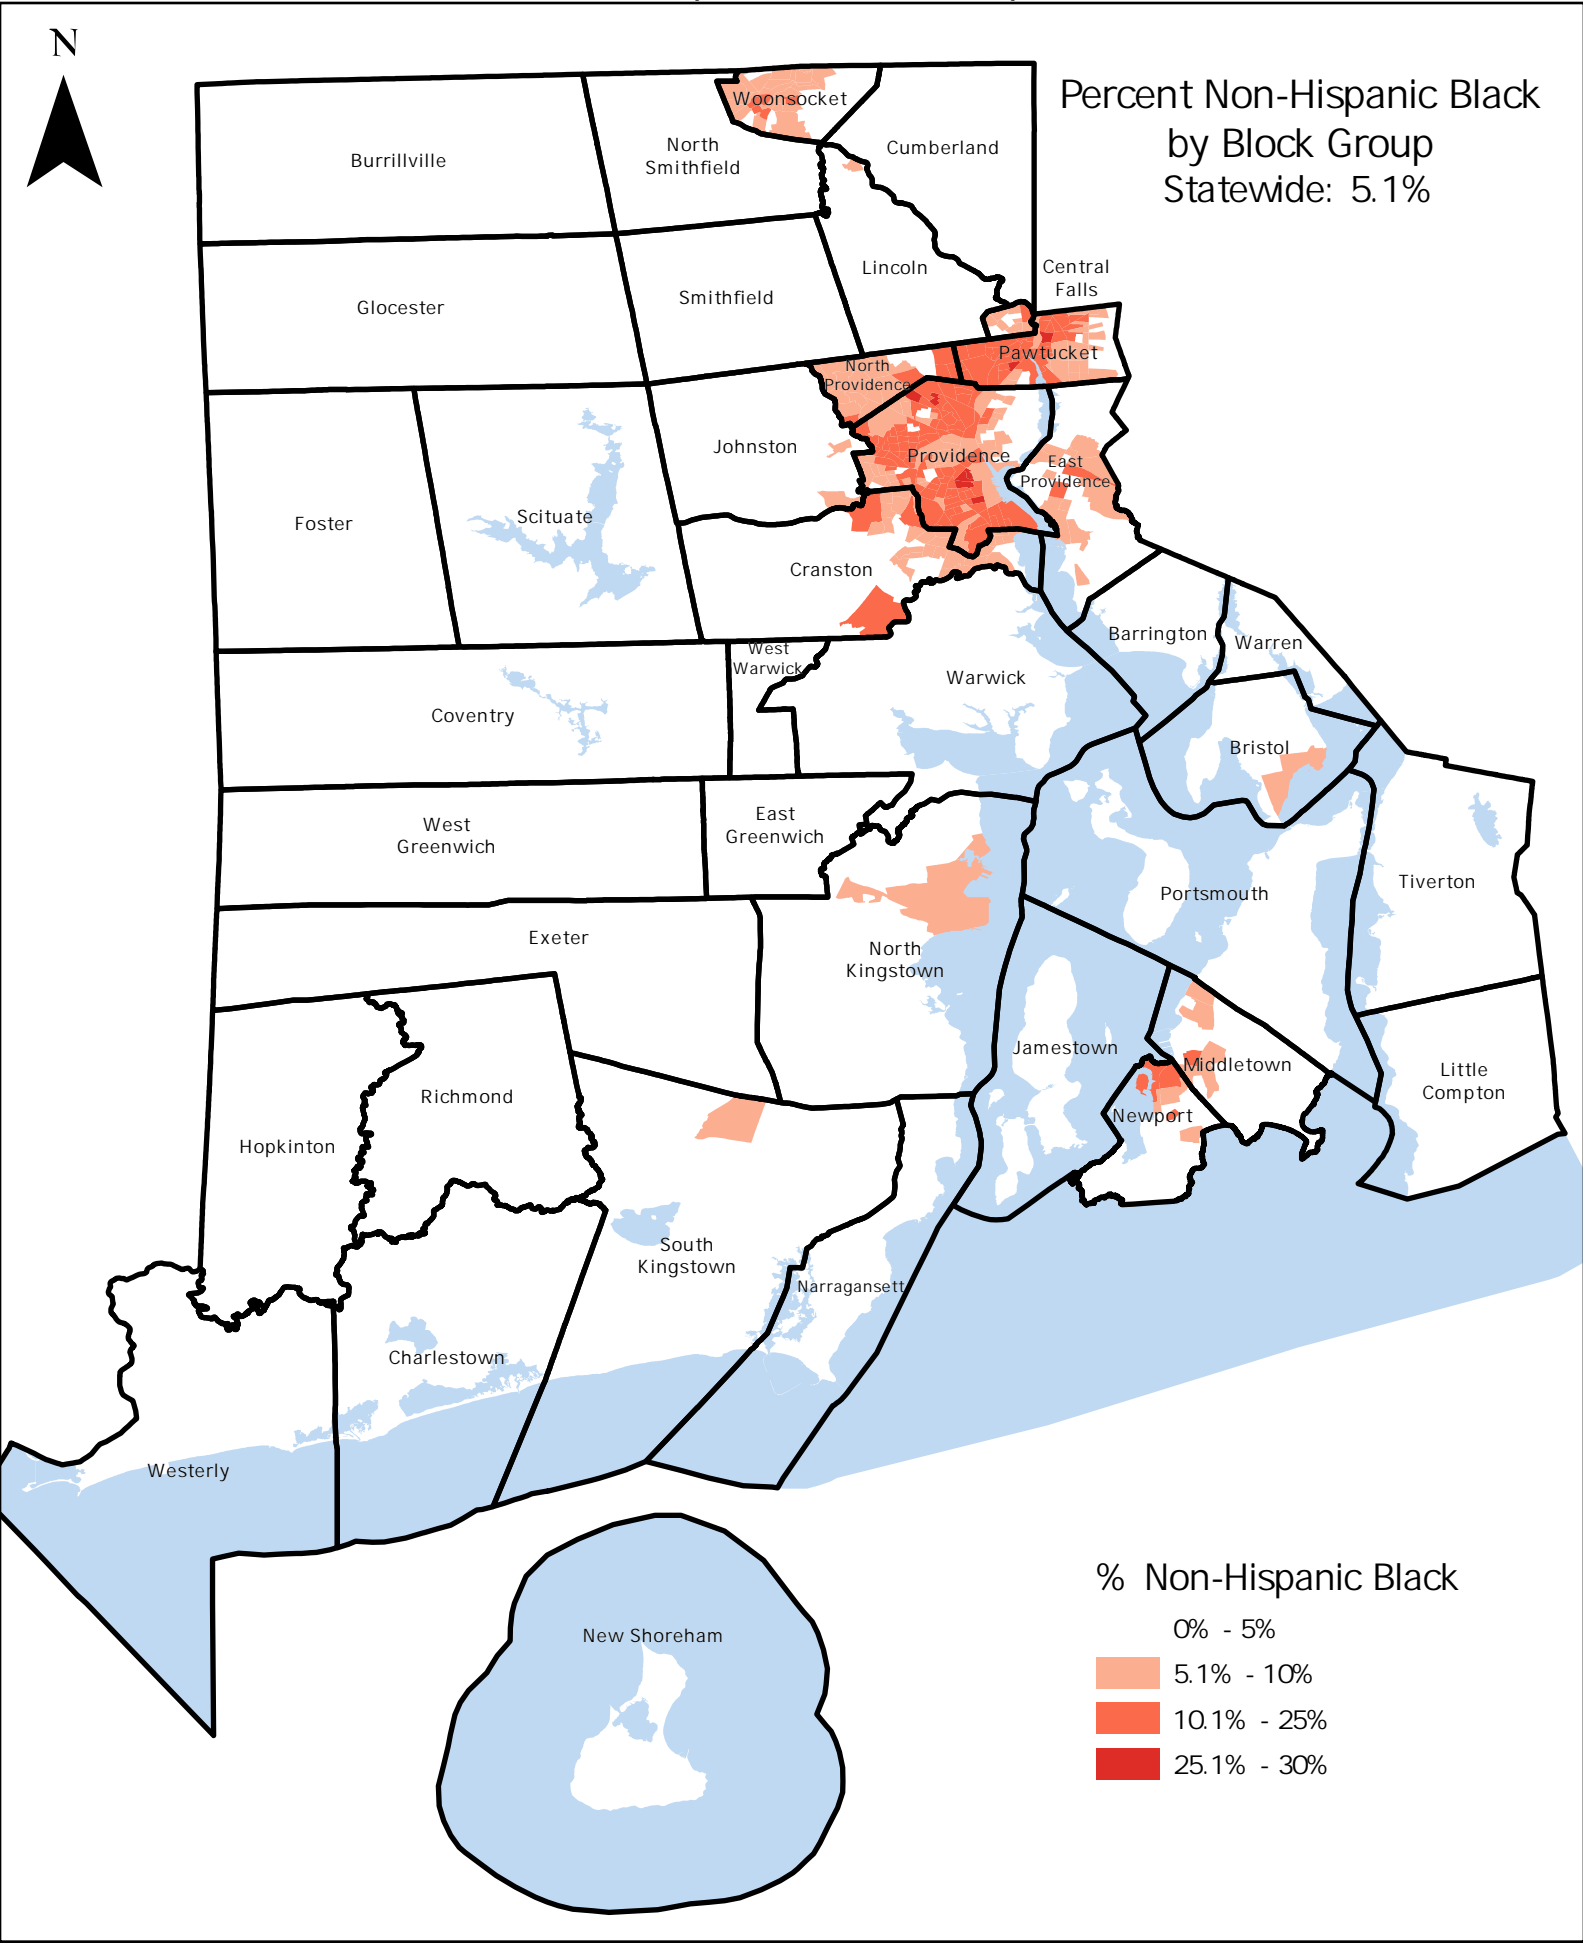 N
Percent Non-Hispanic Black
by Block Group
Statewide: 5.1%
Woonsocket
Burrillville
North
Smithfield
Cumberland
Lincoln
Central
Falls
Glocester
Smithfield
Pawtucket
North
Providence
Johnston
Providence
East
Providence
Foster
Scituate
Cranston
Barrington
Warren
West
Warwick
Warwick
Coventry
Bristol
West
Greenwich
East
Greenwich
Portsmouth
Tiverton
Exeter
North
Kingstown
Jamestown
Middletown
Little
Compton
Richmond
Newport
Hopkinton
South
Kingstown
Narragansett
Charlestown
Westerly
New Shoreham
% Non-Hispanic Black
0% - 5%
5.1% - 10%
10.1% - 25%
25.1% - 30%